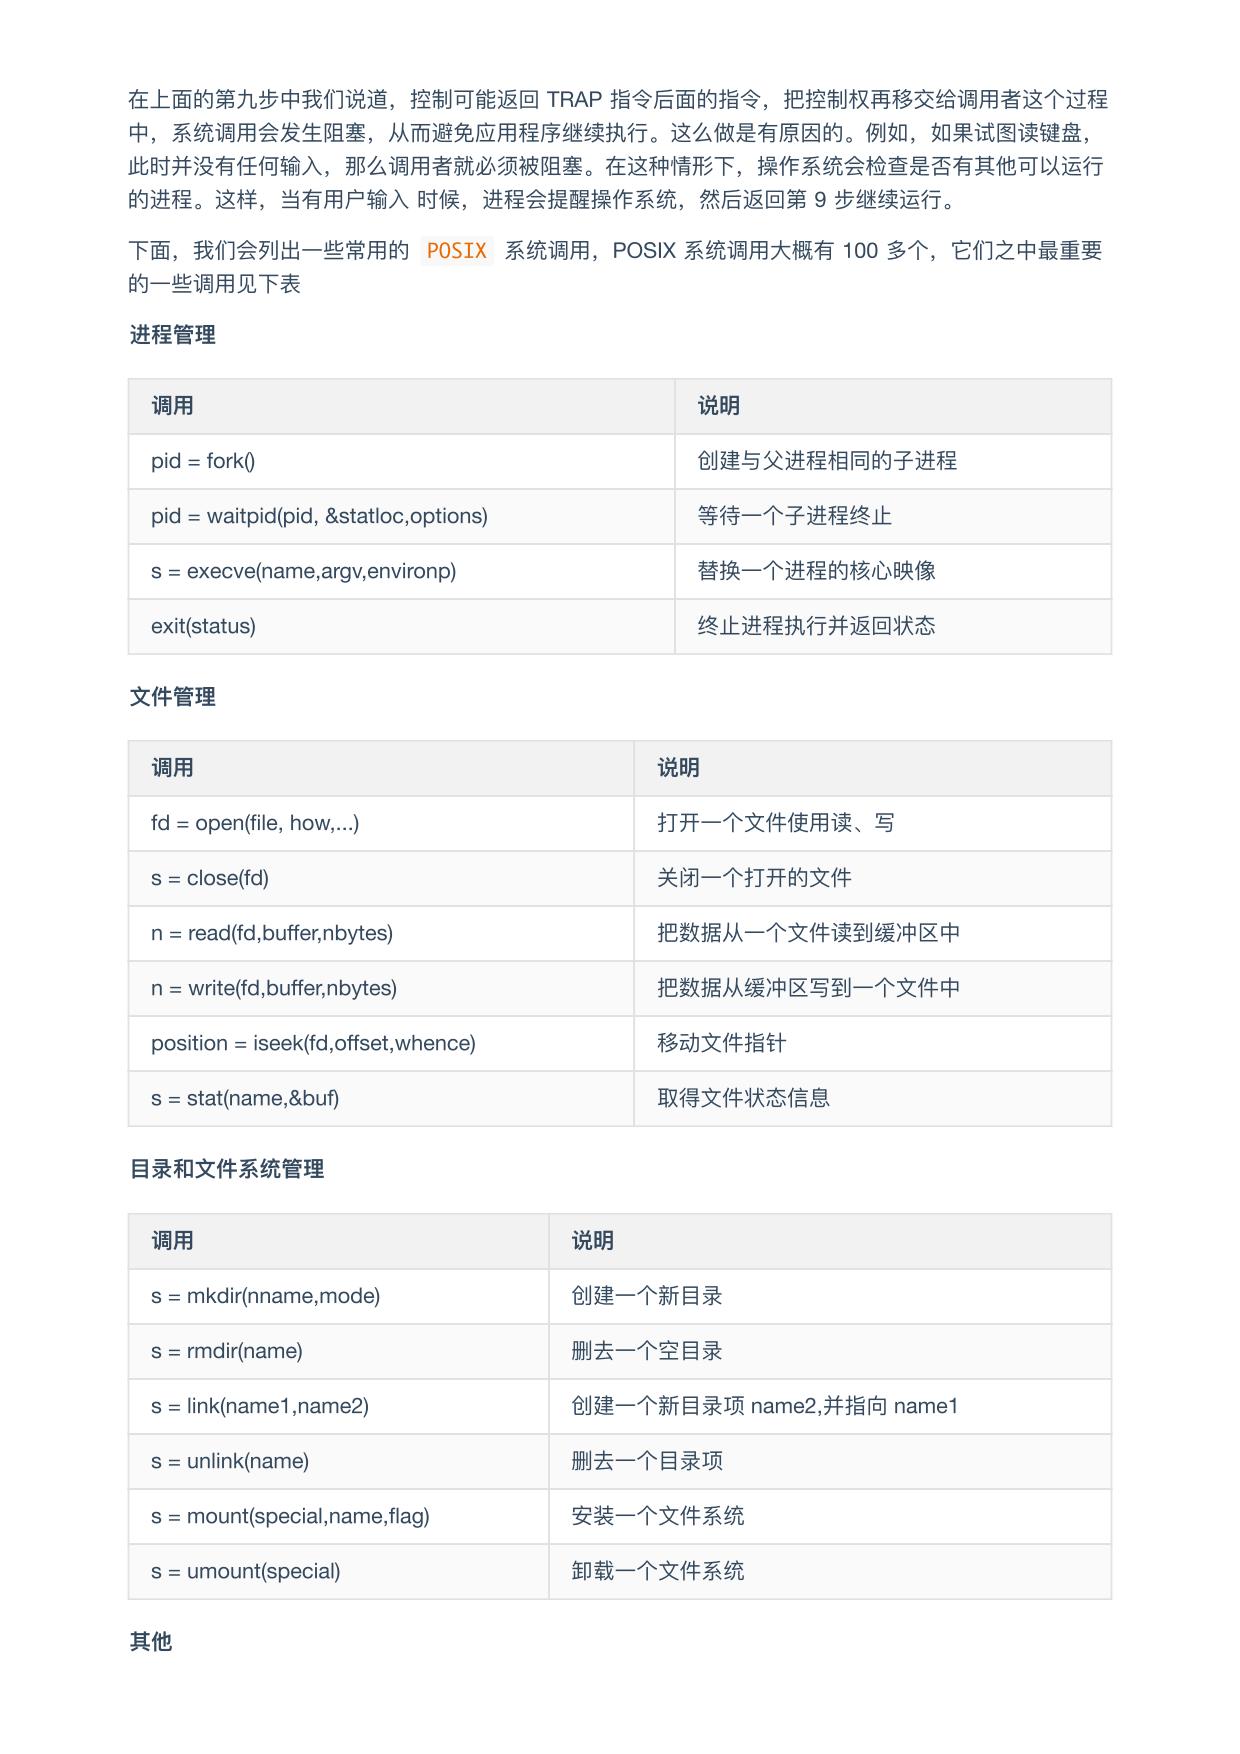 在上面的第九步中我们说道，控制可能返回 TRAP 指令后面的指令，把控制权再移交给调用者这个过程
中，系统调用会发生阻塞，从而避免应用程序继续执行。这么做是有原因的。例如，如果试图读键盘，
此时并没有任何输入，那么调用者就必须被阻塞。在这种情形下，操作系统会检查是否有其他可以运行
的进程。这样，当有用户输入 时候，进程会提醒操作系统，然后返回第 9 步继续运行。
下面，我们会列出一些常用的 POSIX 系统调用，POSIX 系统调用大概有 100 多个，它们之中最重要
的一些调用见下表
进程管理
调用 说明
pid = fork() 创建与父进程相同的子进程
pid = waitpid(pid, &statloc,options) 等待一个子进程终止
s = execve(name,argv,environp) 替换一个进程的核心映像
exit(status) 终止进程执行并返回状态
文件管理
调用 说明
fd = open(file, how,...) 打开一个文件使用读、写
s = close(fd) 关闭一个打开的文件
n = read(fd,buffer,nbytes) 把数据从一个文件读到缓冲区中
n = write(fd,buffer,nbytes) 把数据从缓冲区写到一个文件中
position = iseek(fd,offset,whence) 移动文件指针
s = stat(name,&buf) 取得文件状态信息
目录和文件系统管理
调用 说明
s = mkdir(nname,mode) 创建一个新目录
s = rmdir(name) 删去一个空目录
s = link(name1,name2) 创建一个新目录项 name2,并指向 name1
s = unlink(name) 删去一个目录项
s = mount(special,name,flag) 安装一个文件系统
s = umount(special) 卸载一个文件系统
其他